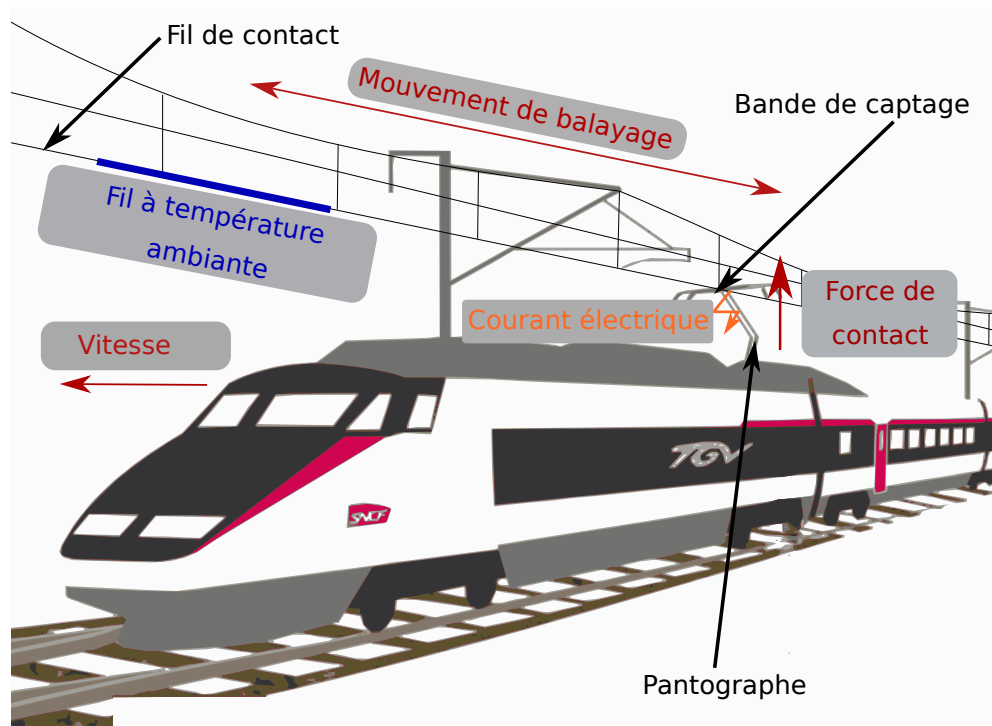 Fil de contact
Mouvement de balayage
Bande de captage
Fil à température
ambiante
Force de
contact
Courant électrique
Vitesse
TGV
SNCF
Pantographe